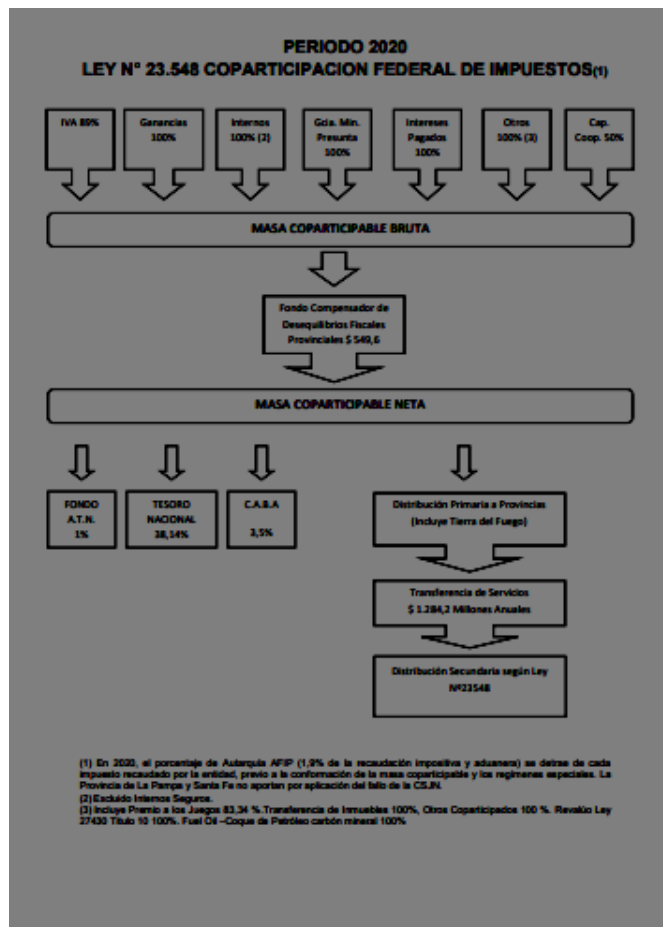 PERIODO 2020
LEY N° 23.548 COPARTICIPACION FEDERAL DE IMPUESTOS(1)
IVA 89%
Ganancias
100%
Internos
100% (2)
Gcia. Min.
Presunta
100%
Intereses
Pagados
100%
Otros
100% (3)
Cap.
Coop. 50%
MASA COPARTICIPABLE BRUTA
Fondo Compensador de
Desequilibrios Fiscales
Provinciales $ 549,6
MASA COPARTICIPABLE NETA
FONDO
A.T.N.
1%
TESORO
NACIONAL
38,14%
C.A.B.A
3,5%
Distribución Primaria a Provincias
(Incluye Tierra del Fuego)
Transferencia de Servicios
$ 1.284,2 Millones Anuales
Distribución Secundaria según Ley
Nº23548
(1) En 2020, el porcentaje de Autarquía AFIP (1,9% de la recaudación impositiva y aduanera) se detrae de cada
impuesto recaudado por la entidad, previo a la conformación de la masa coparticipable y los regímenes especiales. La
Provincia de La Pampa y Santa Fe no aportan por aplicación del fallo de la CSJN.
(2) Excluido Internos Seguros.
(3) Incluye Premio a los Juegos 83,34 %.Transferencia de Inmuebles 100%, Otros Coparticipados 100 %. Revalúo Ley
27430 Título 10 100%. Fuel Oil –Coque de Petróleo carbón mineral 100%